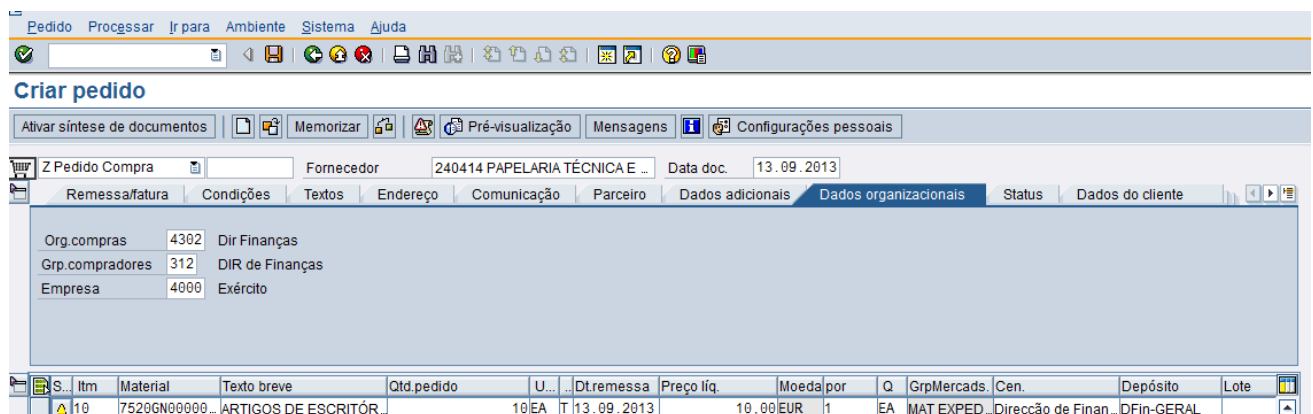 Pedido Processar Ir para Ambiente Sistema Ajuda
Criar pedido
Ativar síntese de documentos Memorizar Pré-visualização Mensagens Configurações pessoais
Z Pedido Compra Fornecedor 240414 PAPELARIA TÉCNICA E ... Data doc. 13.09.2013
Remessa/fatura Condições Textos Endereço Comunicação Parceiro Dados adicionais Dados organizacionais Status Dados do cliente
Org.compras 4302 Dir Finanças
Grp.compradores 312 DIR de Finanças
Empresa 4000 Exército
S... Itm Material Texto breve Qtd.pedido U... .. Dt.remessa Preço líq. Moeda por Q GrpMercads. Cen. Depósito Lote
10 7520GN00000... ARTIGOS DE ESCRITÓR... 10 EA T 13.09.2013 10.00 EUR 1 EA MAT EXPED... Direcção de Finan... DFin-GERAL